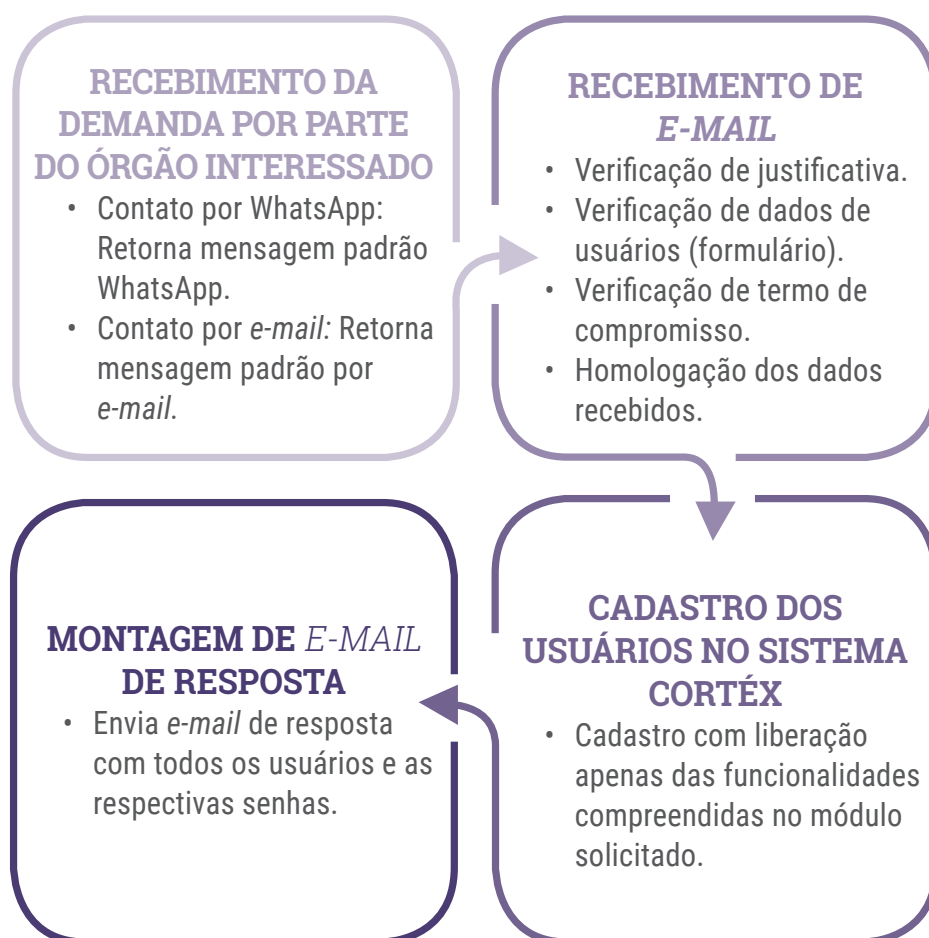 RECEBIMENTO DA
DEMANDA POR PARTE
DO ÓRGÃO INTERESSADO
• Contato por WhatsApp:
Retorna mensagem padrão
WhatsApp.
• Contato por e-mail: Retorna
mensagem padrão por
e-mail.
RECEBIMENTO DE
E-MAIL
• Verificação de justificativa.
• Verificação de dados de
usuários (formulário).
• Verificação de termo de
compromisso.
• Homologação dos dados
recebidos.
CADASTRO DOS
USUÁRIOS NO SISTEMA
CORTÉX
• Cadastro com liberação
apenas das funcionalidades
compreendidas no módulo
solicitado.
MONTAGEM DE E-MAIL
DE RESPOSTA
• Envia e-mail de resposta
com todos os usuários e as
respectivas senhas.